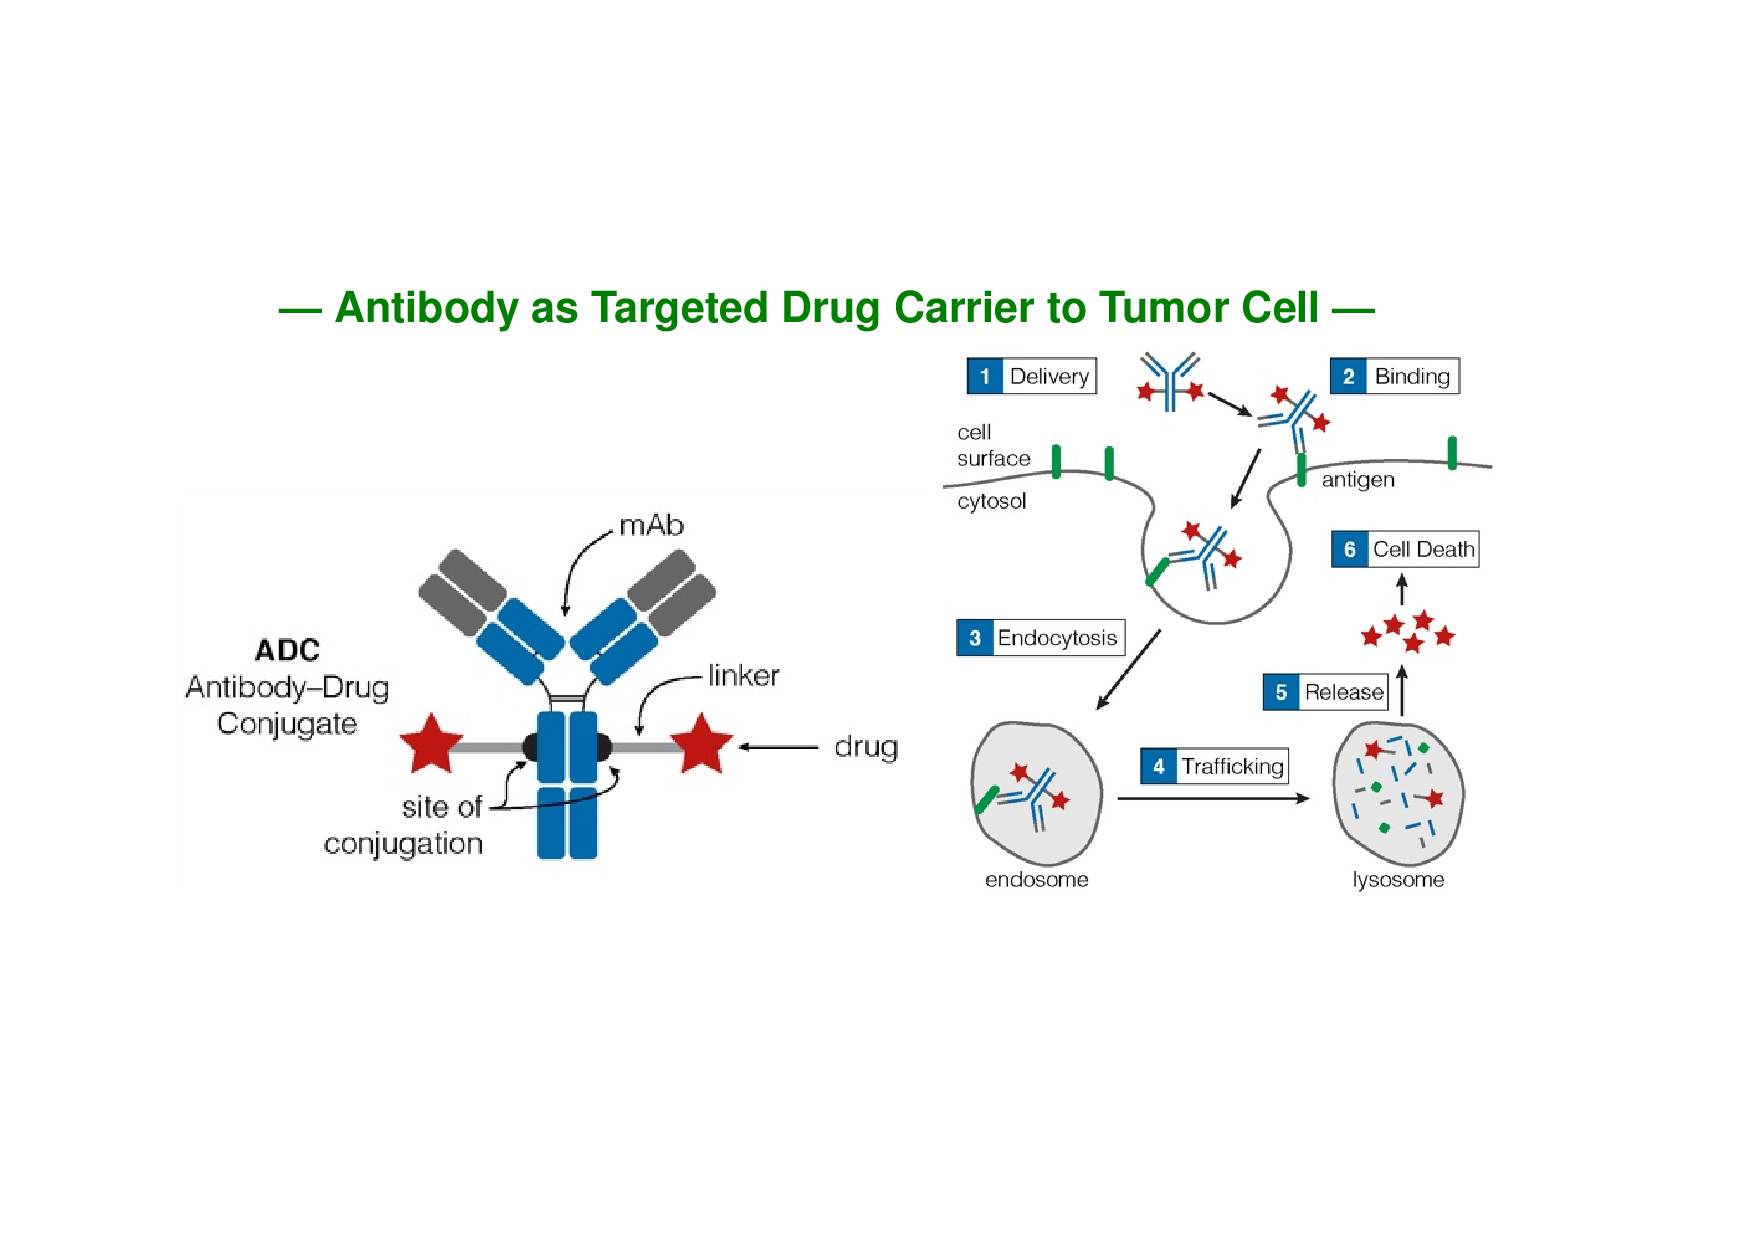 — Antibody as Targeted Drug Carrier to Tumor Cell —
mAb
ADC
Antibody–Drug
Conjugate
linker
drug
site of
conjugation
1 Delivery
2 Binding
cell
surface
antigen
cytosol
6 Cell Death
3 Endocytosis
5 Release
4 Trafficking
endosome
lysosome